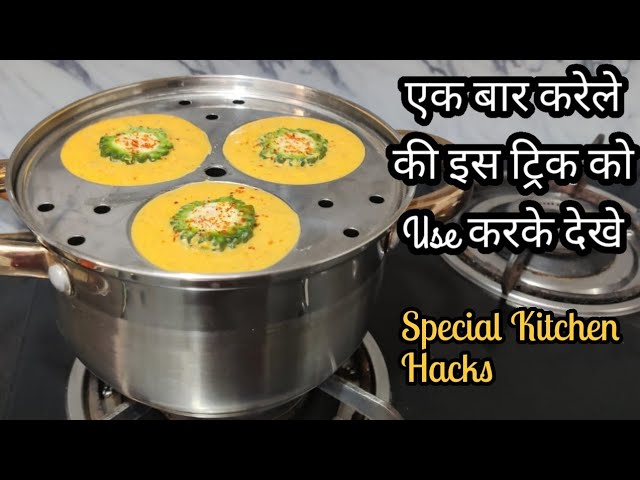 एक बार करेले
की इस ट्रिक को
Use करके देखे
Special Kitchen
Hacks